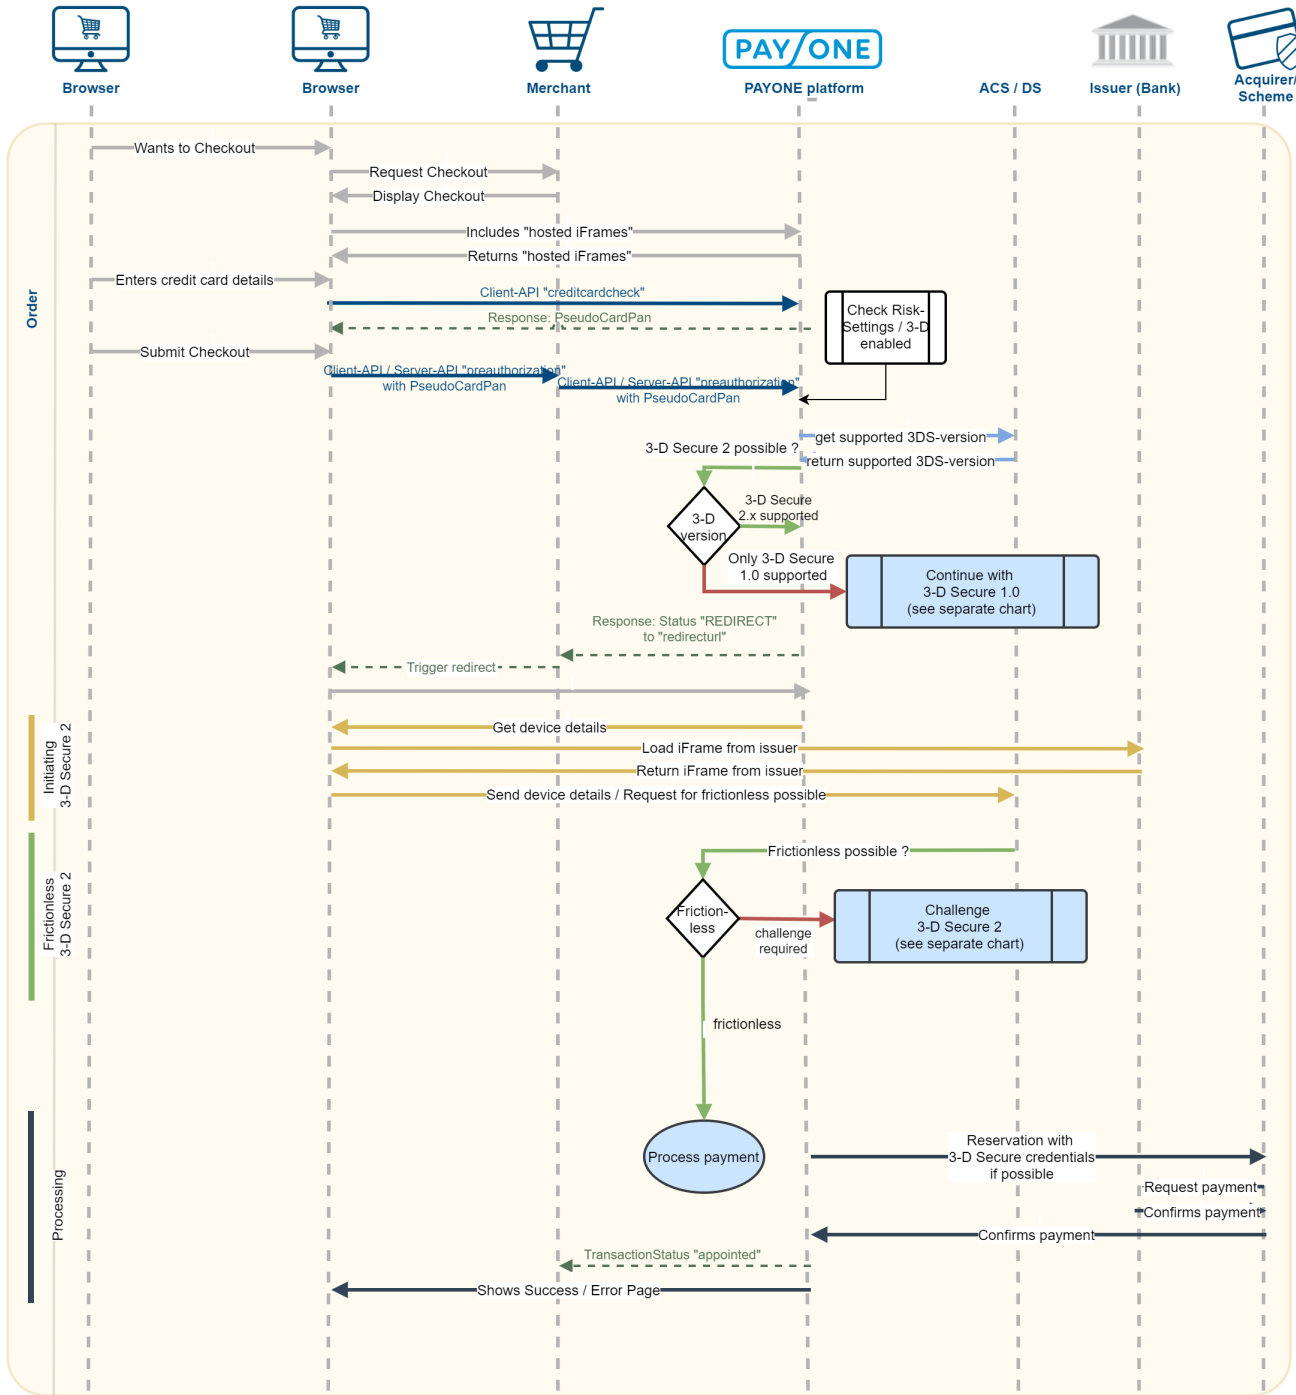 PAY/ONE
Browser
Browser
Merchant
PAYONE platform
ACS / DS
Issuer (Bank)
Acquirer/
Scheme
Order
Wants to Checkout
Request Checkout
Display Checkout
Includes "hosted iFrames"
Returns "hosted iFrames"
Enters credit card details
Client-API "creditcardcheck"
Response: PseudoCardPan
Check Risk-
Settings / 3-D
enabled
Submit Checkout
Client-API / Server-API "preauthorization"
with PseudoCardPan
Client-API / Server-API "preauthorization"
with PseudoCardPan
get supported 3DS-version
3-D Secure 2 possible ?
return supported 3DS-version
3-D
version
3-D Secure
2.x supported
Only 3-D Secure
1.0 supported
Continue with
3-D Secure 1.0
(see separate chart)
Response: Status "REDIRECT"
to "redirecturl"
Trigger redirect
Initiating
3-D Secure 2
Get device details
Load iFrame from issuer
Return iFrame from issuer
Send device details / Request for frictionless possible
Frictionless
3-D Secure 2
Frictionless possible ?
Friction-
less
challenge
required
Challenge
3-D Secure 2
(see separate chart)
frictionless
Processing
Process payment
Reservation with
3-D Secure credentials
if possible
Request payment
Confirms payment
Confirms payment
TransactionStatus "appointed"
Shows Success / Error Page